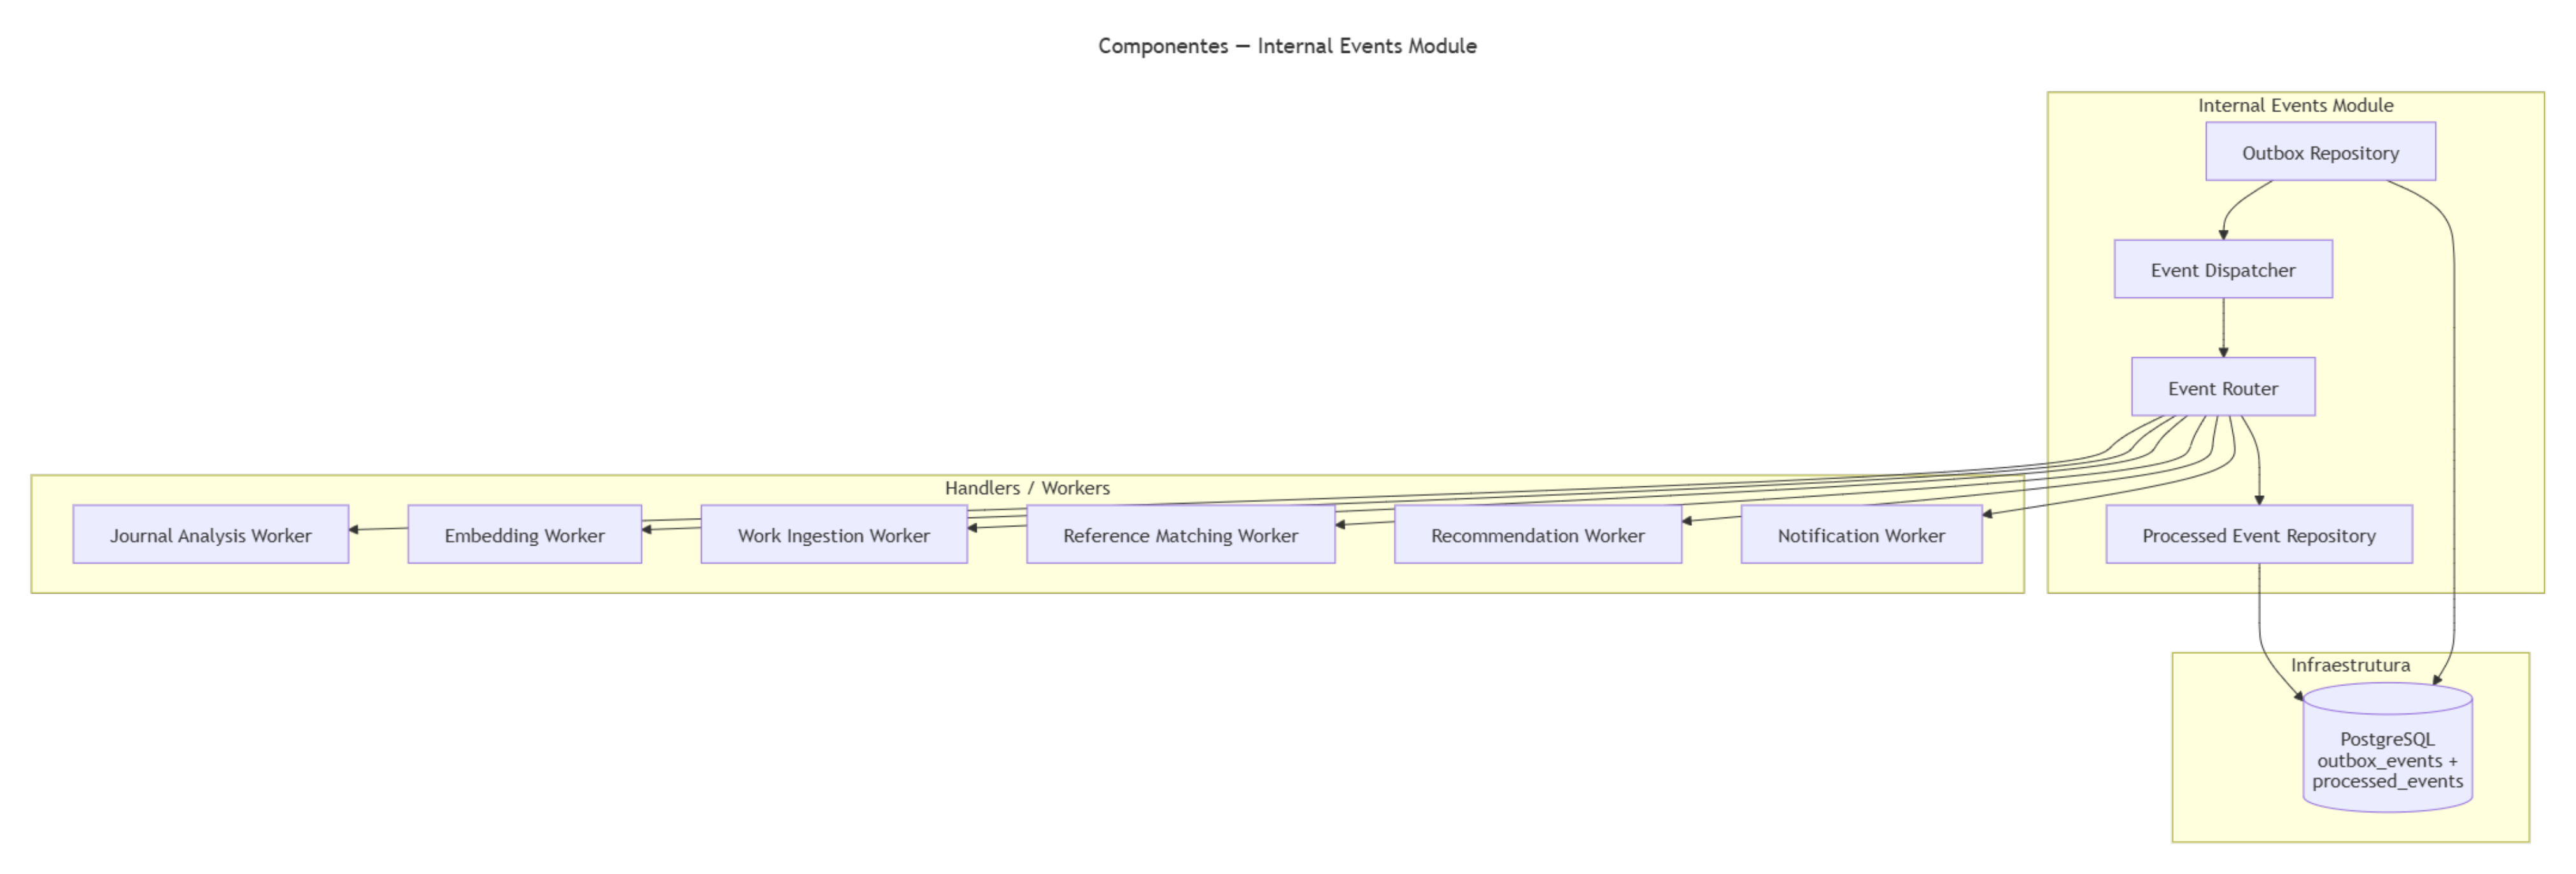 Componentes — Internal Events Module
Internal Events Module
Outbox Repository
Event Dispatcher
Event Router
Handlers / Workers
Journal Analysis Worker
Embedding Worker
Work Ingestion Worker
Reference Matching Worker
Recommendation Worker
Notification Worker
Processed Event Repository
Infraestrutura
PostgreSQL
outbox_events +
processed_events